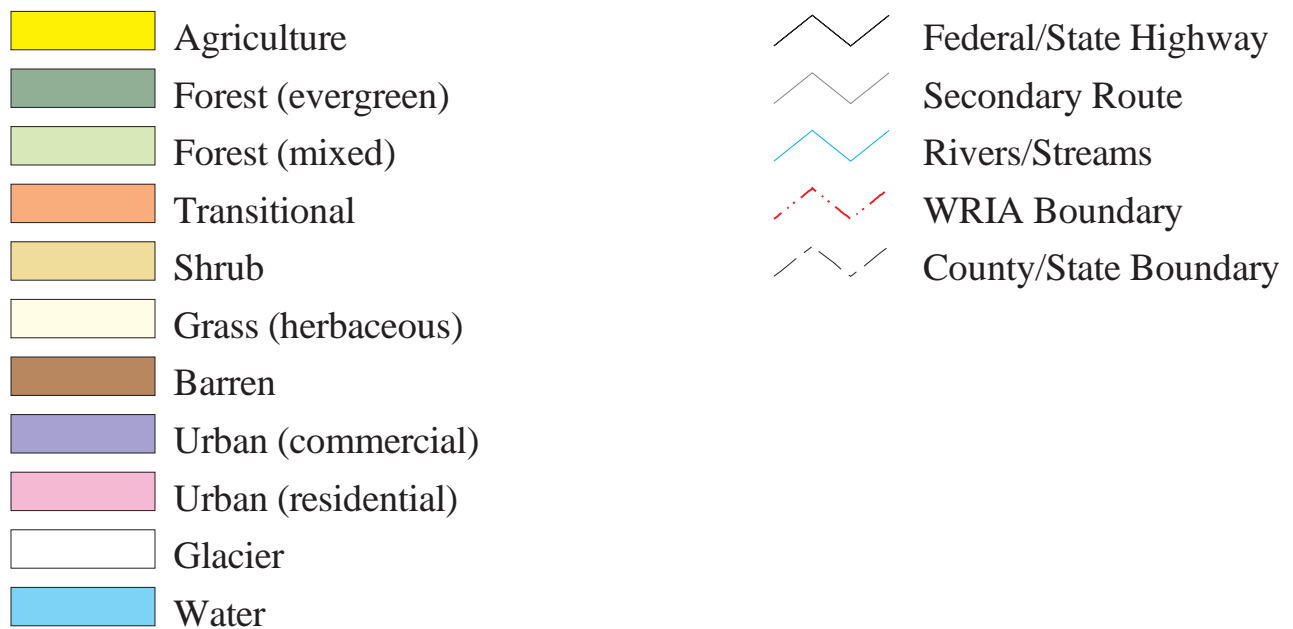 Agriculture
Forest (evergreen)
Forest (mixed)
Transitional
Shrub
Grass (herbaceous)
Barren
Urban (commercial)
Urban (residential)
Glacier
Water
Federal/State Highway
Secondary Route
Rivers/Streams
WRIA Boundary
County/State Boundary